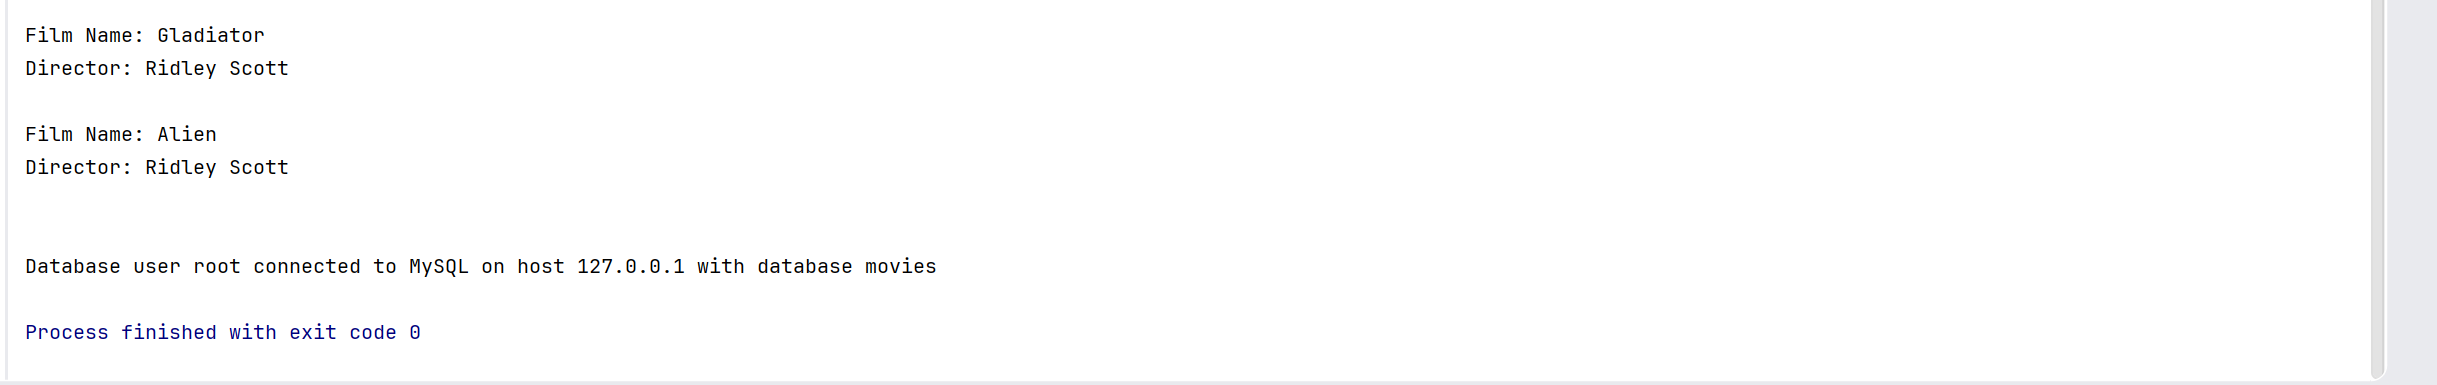 Film Name: Gladiator
Director: Ridley Scott
Film Name: Alien
Director: Ridley Scott
Database user root connected to MySQL on host 127.0.0.1 with database movies
Process finished with exit code 0